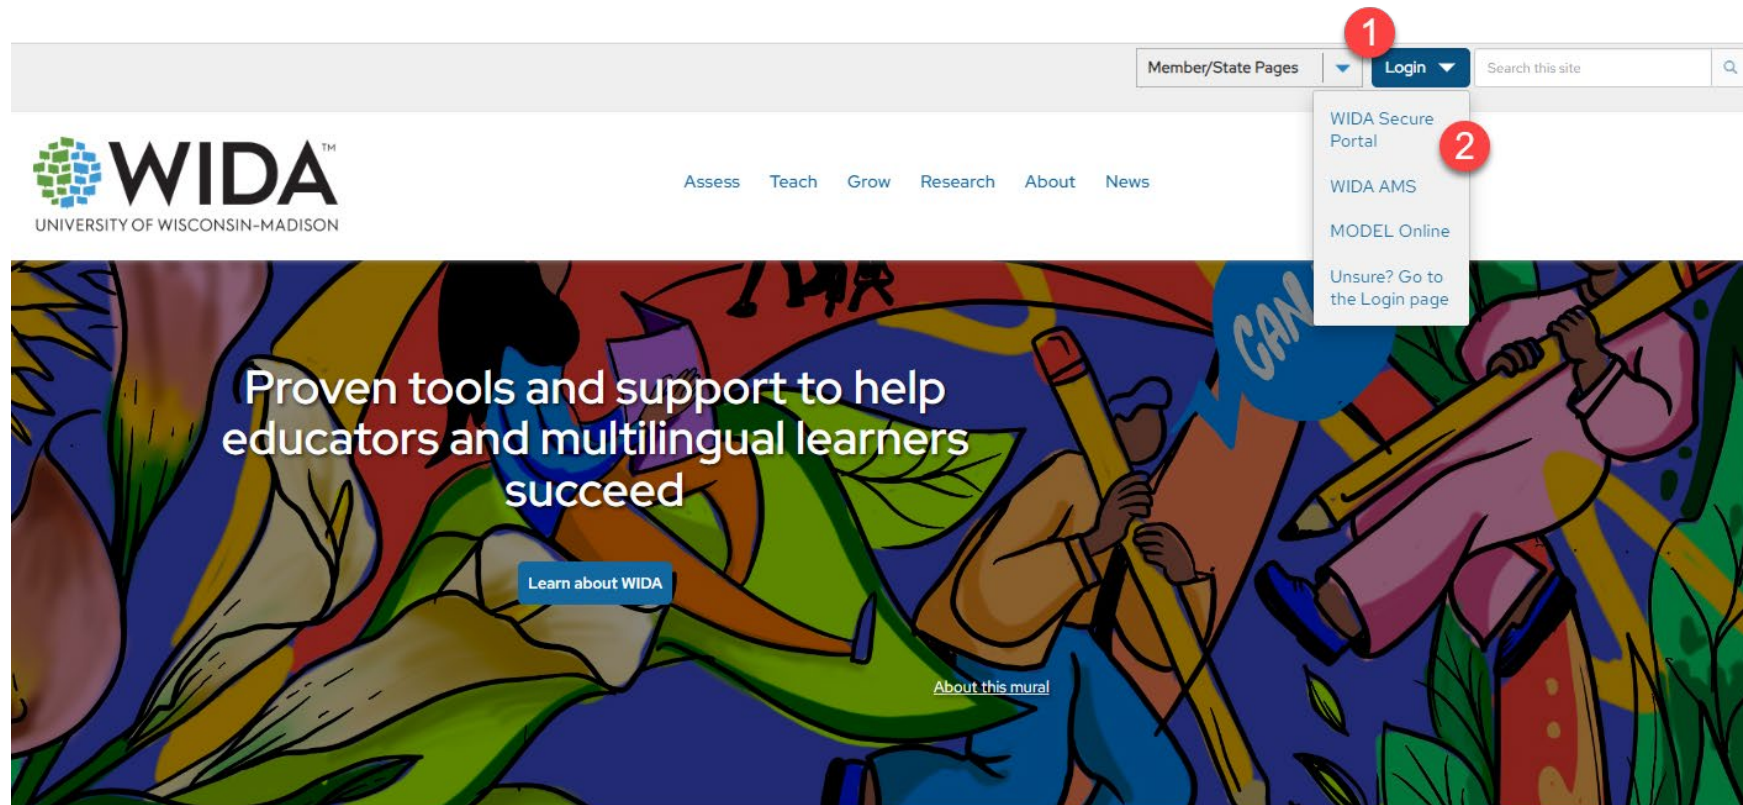 1
Member/State Pages
Login
Search this site
WIDA Secure
Portal
2
WIDA AMS
MODEL Online
Unsure? Go to
the Login page
WIDA™
UNIVERSITY OF WISCONSIN–MADISON
Assess Teach Grow Research About News
CAN
Proven tools and support to help
educators and multilingual learners
succeed
Learn about WIDA
About this mural